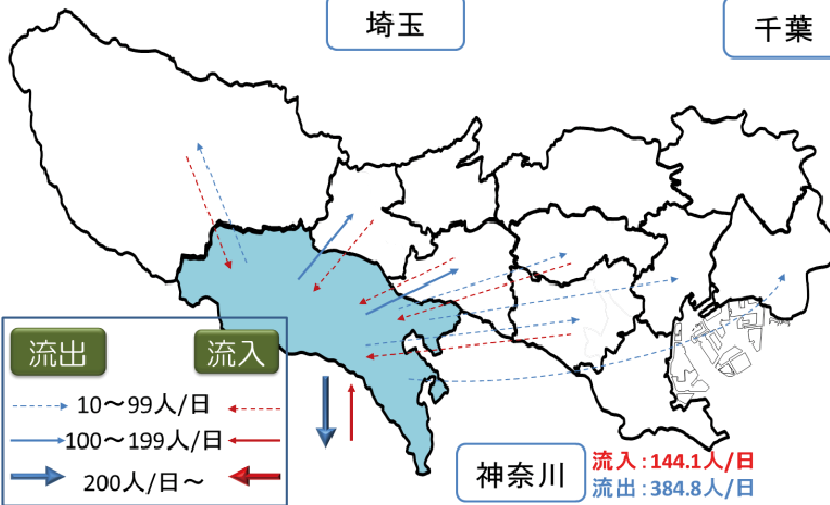 埼玉
千葉
流出
流入
10～99人/日
100～199人/日
200人/日～
神奈川
流入:144.1人/日
流出:384.8人/日